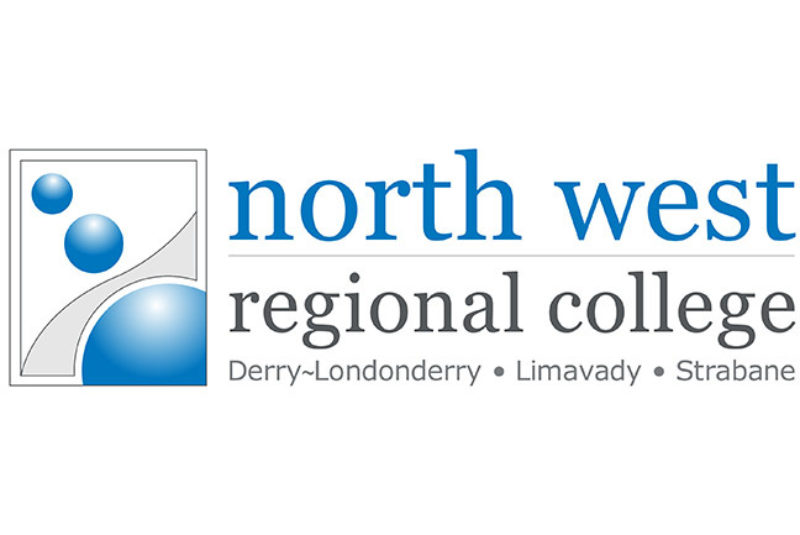 north west
regional college
Derry~Londonderry • Limavady • Strabane